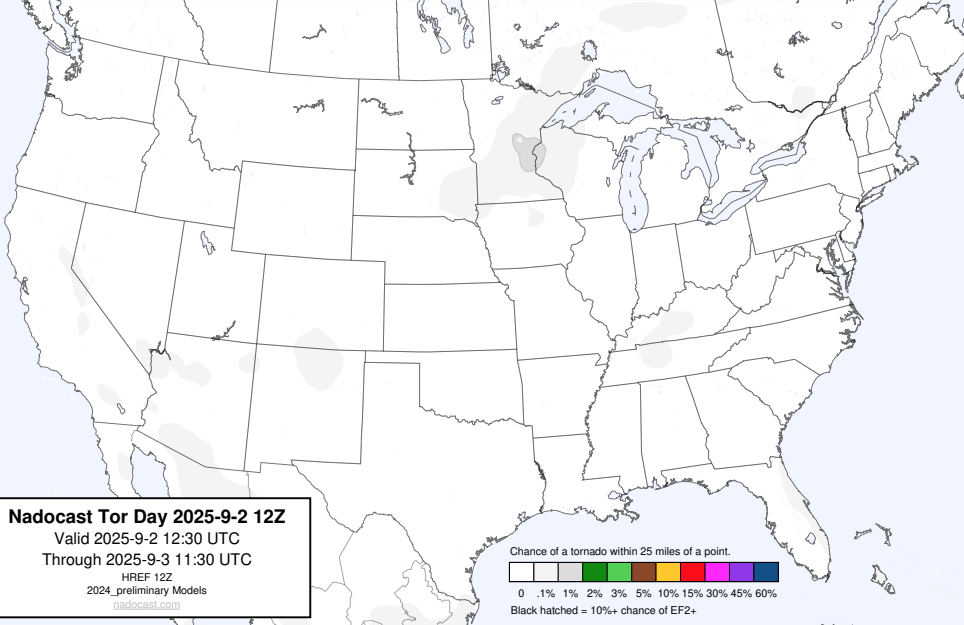 Nadocast Tor Day 2025-9-2 12Z
Valid 2025-9-2 12:30 UTC
Through 2025-9-3 11:30 UTC
HREF 12Z
2024_preliminary Models
nadocast.com
Chance of a tornado within 25 miles of a point.
0 .1% 1% 2% 3% 5% 10% 15% 30% 45% 60%
Black hatched = 10%+ chance of EF2+